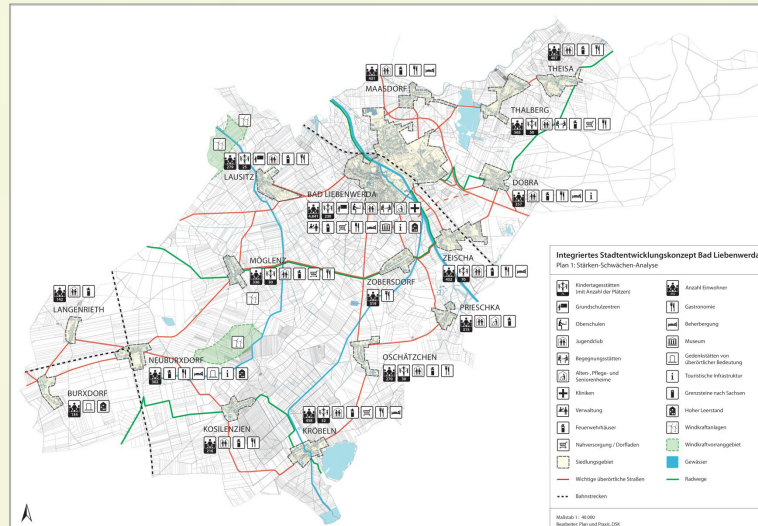 THEISA
MAASDORF
THALBERG
LAUSITZ
DOBRA
BAD LIEBENWERDA
ZEISCHA
MÖGLENZ
ZOBERSDORF
PRIESCHKA
LANGENRIETH
OSCHÄTZCHEN
NEUBURXDORF
BURXDORF
KOSILENZIEN
KRÖBELN
Integriertes Stadtentwicklungskonzept Bad Liebenwerda
Plan 1: Stärken-Schwächen-Analyse
Kindertagesstätten
(mit Anzahl der Plätzen)
Grundschulzentren
Oberschulen
Jugendclub
Begegnungsstätten
Alten-, Pflege- und
Seniorenheime
Kliniken
Verwaltung
Feuerwehrhäuser
Nahversorgung / Dorfladen
Siedlungsgebiet
Wichtige überörtliche Straßen
Bahnstrecken
Anzahl Einwohner
Gastronomie
Beherbergung
Museum
Gedenkstätten von
überörtlicher Bedeutung
Touristische Infrastruktur
Grenzsteine nach Sachsen
Hoher Leerstand
Windkraftanlagen
Windkraftvorranggebiet
Gewässer
Radwege
Maßstab 1 : 40.000
Bearbeiter: Plan und Praxis, DSK